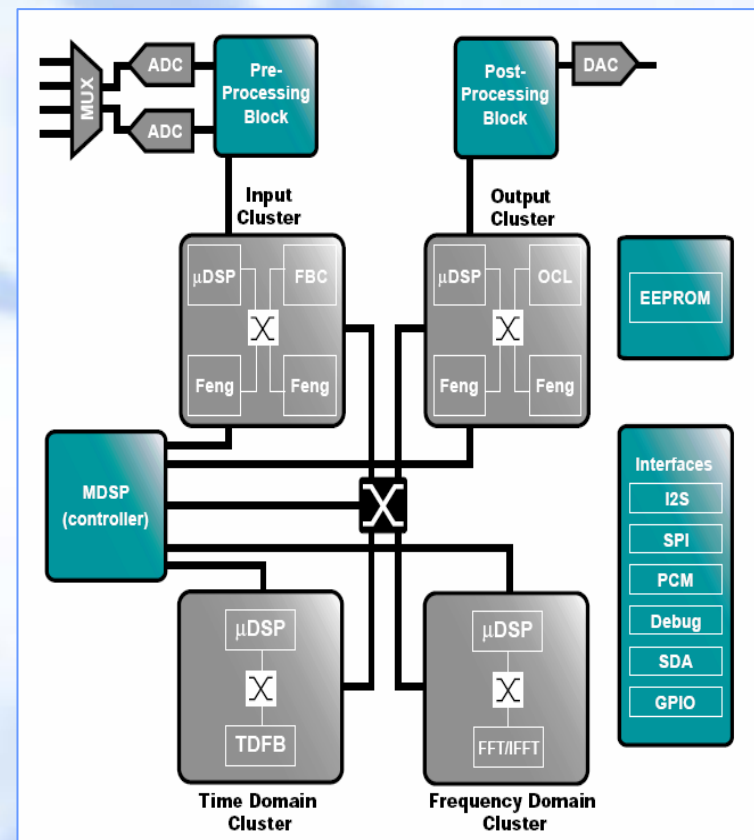 MUX
ADC
ADC
Pre-
Processing
Block
Post-
Processing
Block
DAC
Input
Cluster
Output
Cluster
μDSP
FBC
Feng
Feng
μDSP
OCL
Feng
Feng
EEPROM
MDSP
(controller)
Interfaces
I2S
SPI
PCM
Debug
SDA
GPIO
μDSP
TDFB
μDSP
FFT/IFFT
Time Domain
Cluster
Frequency Domain
Cluster